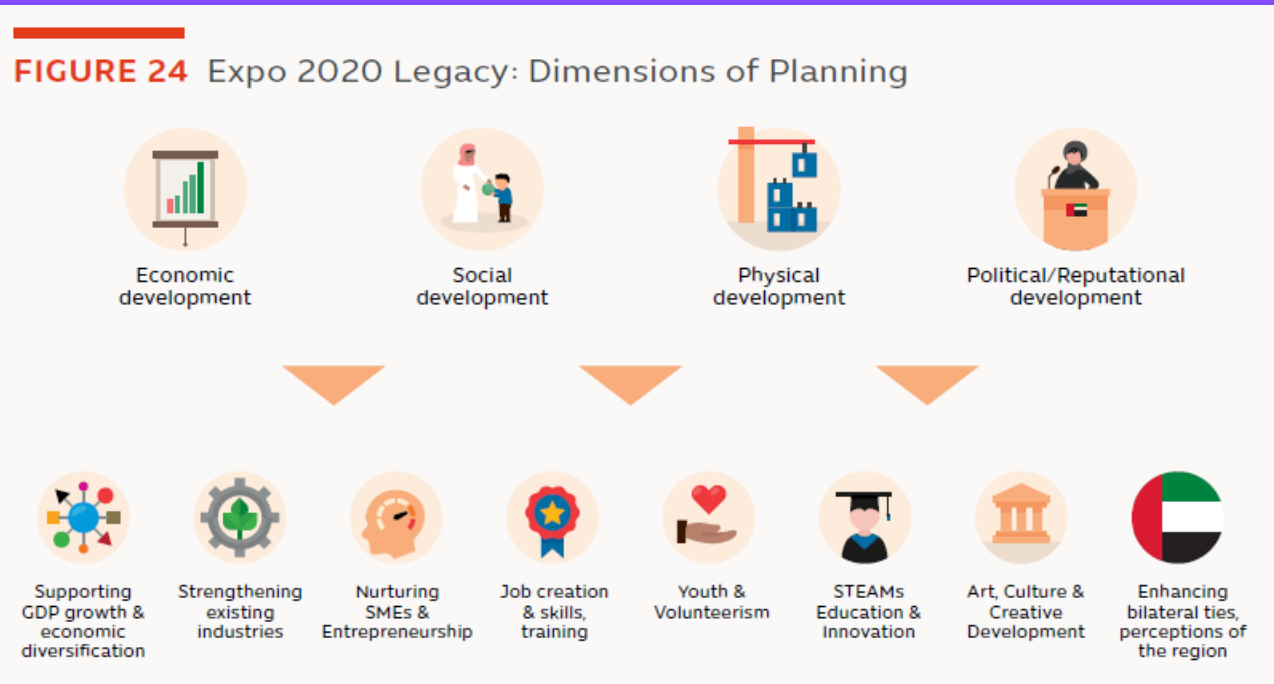 FIGURE 24 Expo 2020 Legacy: Dimensions of Planning
Economic
development
Social
development
Physical
development
Political/Reputational
development
Supporting
GDP growth &
economic
diversification
Strengthening
existing
industries
Nurturing
SMEs &
Entrepreneurship
Job creation
& skills,
training
Youth &
Volunteerism
STEAMs
Education &
Innovation
Art, Culture &
Creative
Development
Enhancing
bilateral ties,
perceptions of
the region